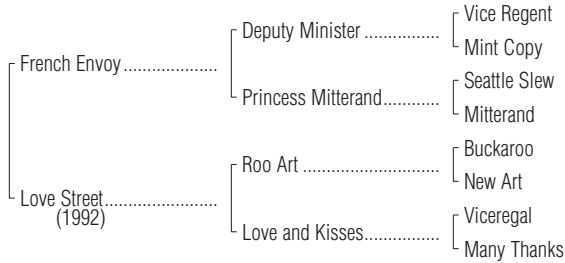 Vice Regent
Deputy Minister ................
Mint Copy
French Envoy....................
Seattle Slew
Princess Mitterand............
Mitterand
Buckaroo
Roo Art .............................
New Art
Love Street........................
(1992)
Viceregal
Love and Kisses................
Many Thanks